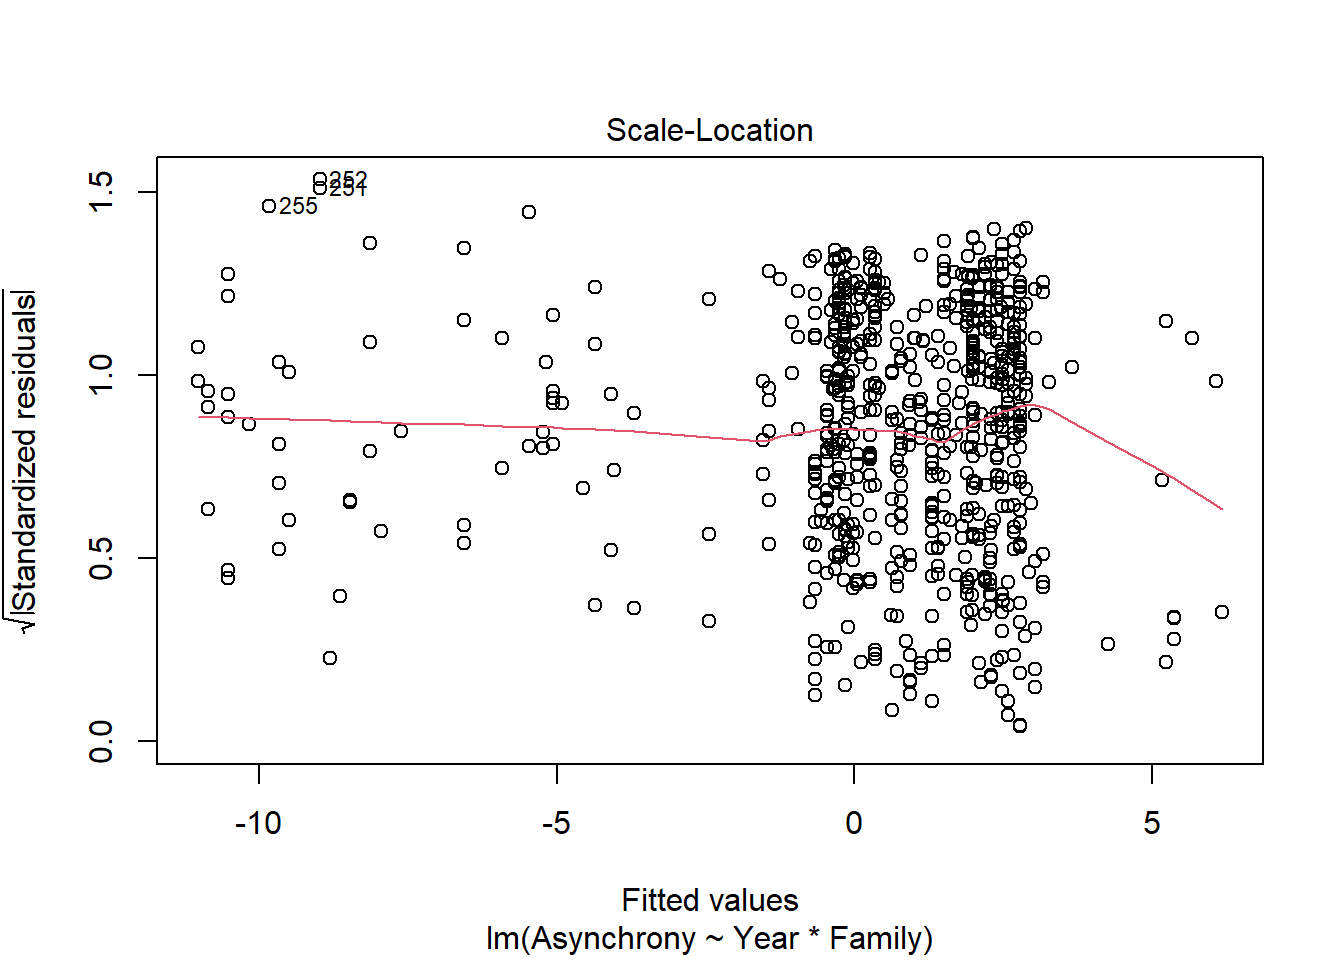 Scale-Location
√|Standardized residuals|
1.5
1.0
0.5
0.0
252
251
255
-10 -5 0 5
Fitted values
lm(Asynchrony ~ Year * Family)